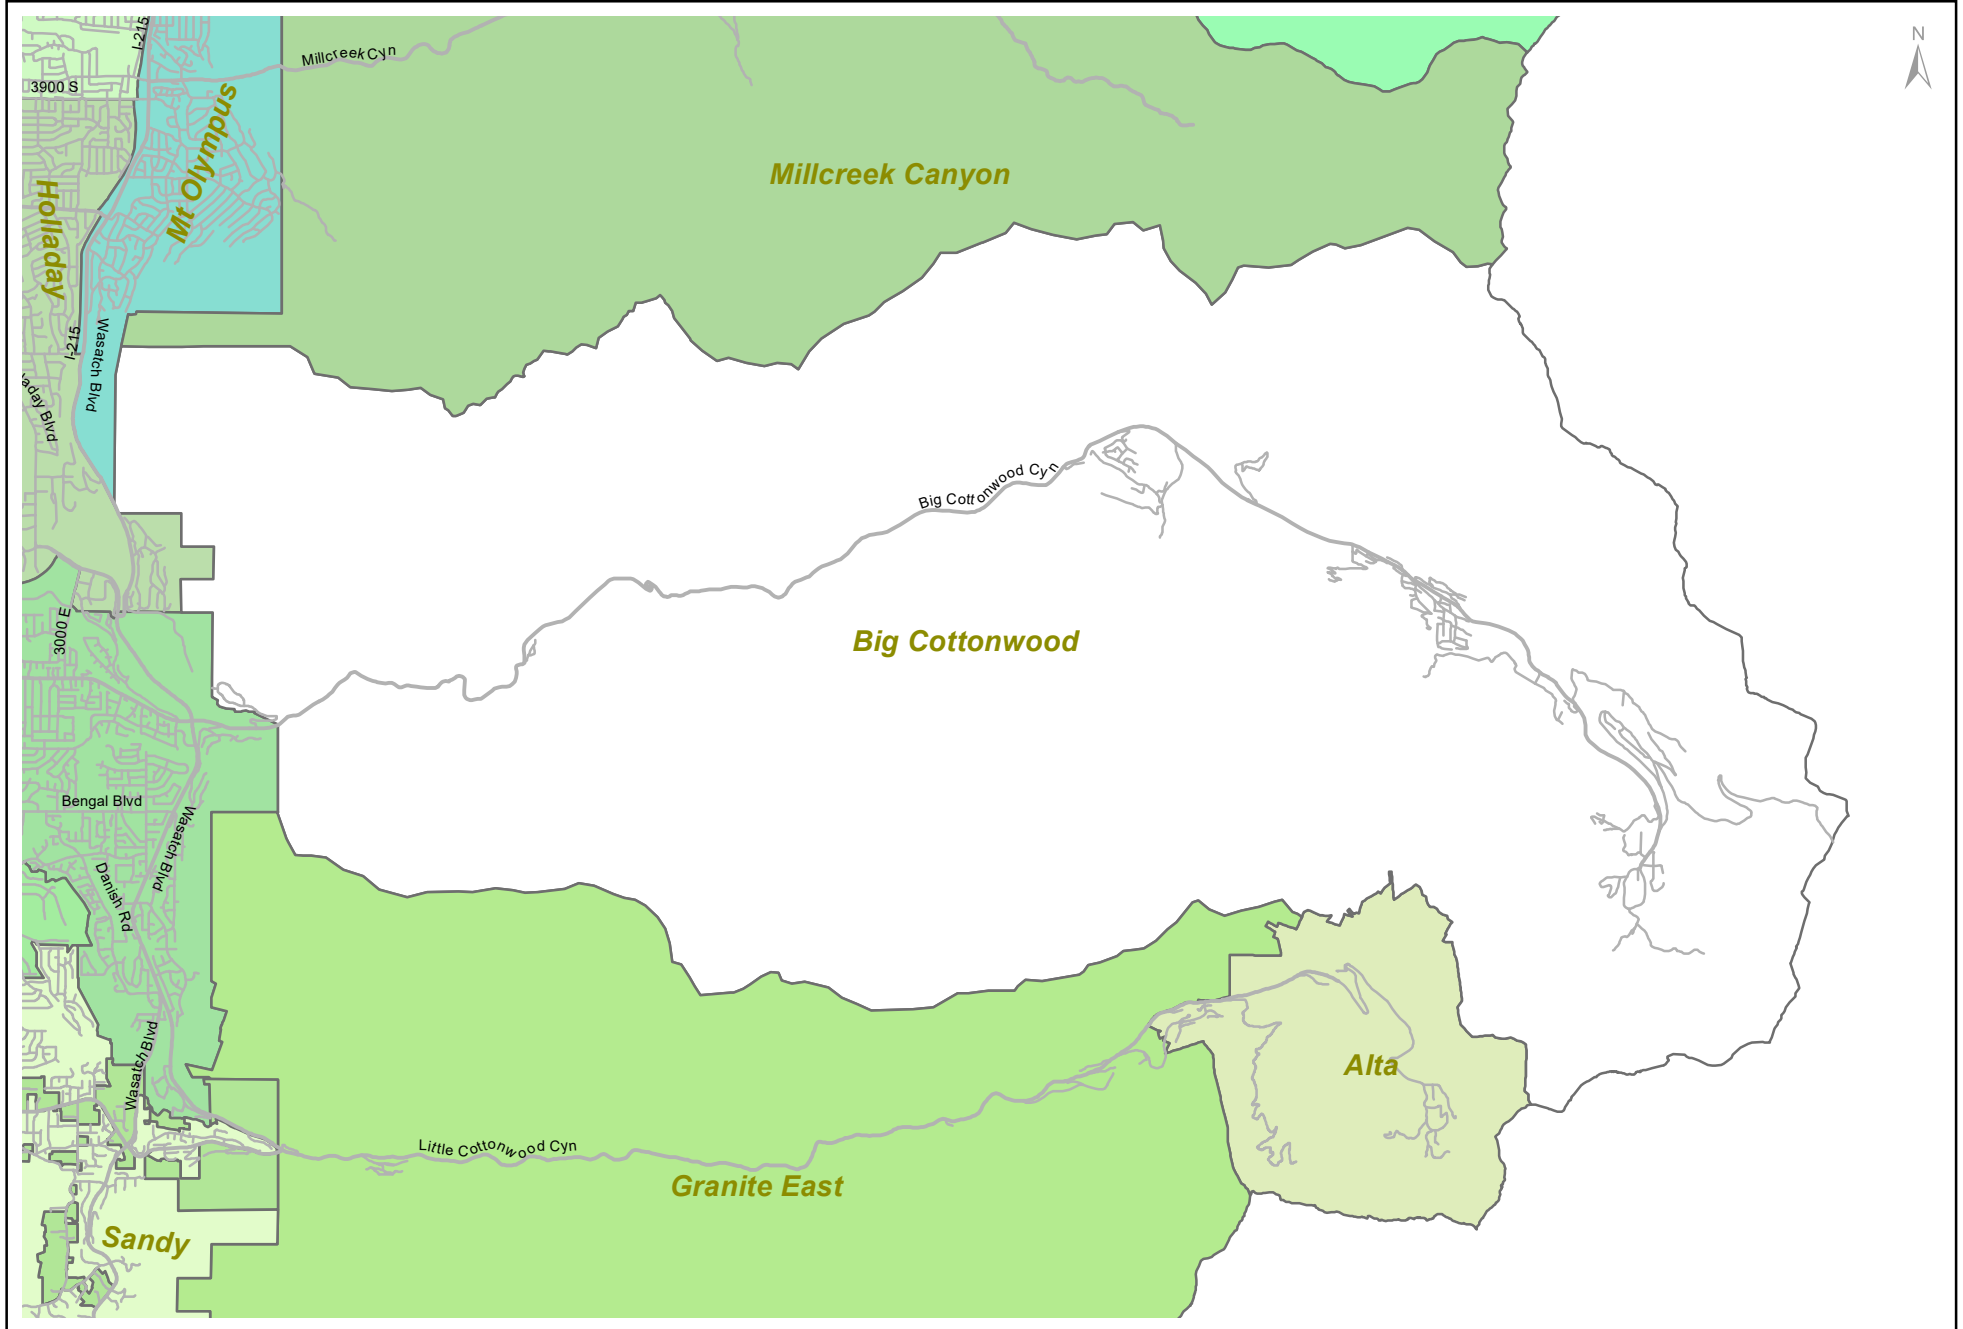 N
I-215
Millcreek Cyn
3900 S
Mt Olympus
Millcreek Canyon
Holladay
I-215
Wasatch Blvd
aday Blvd
Big Cottonwood Cyn
3000 E
Big Cottonwood
Bengal Blvd
Wasatch Blvd
Danish Rd
Wasatch Blvd
Alta
Little Cottonwood Cyn
Granite East
Sandy